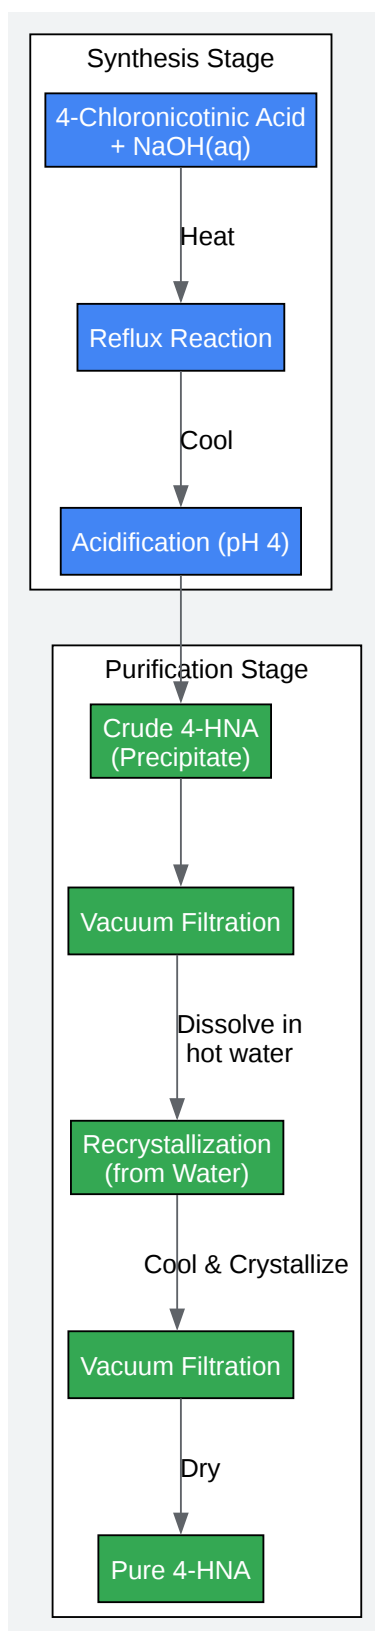 Synthesis Stage
4-Chloronicotinic Acid
+ NaOH(aq)
Heat
Reflux Reaction
Cool
Acidification (pH 4)
Purification Stage
Crude 4-HNA
(Precipitate)
Vacuum Filtration
Dissolve in
hot water
Recrystallization
(from Water)
Cool & Crystallize
Vacuum Filtration
Dry
Pure 4-HNA